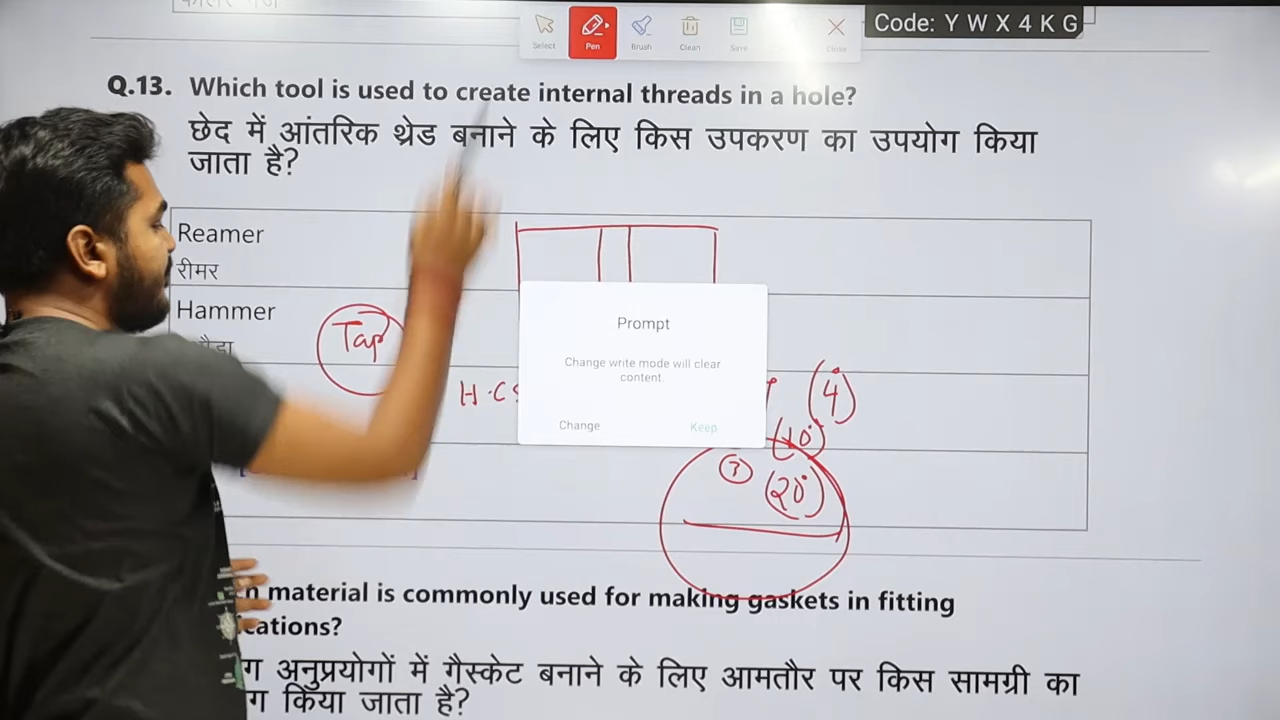 Select
Pen
Brush
Clean
Save
Close
Code: Y W X 4 K G
Q.13. Which tool is used to create internal threads in a hole?
छेद में आंतरिक थ्रेड बनाने के लिए किस उपकरण का उपयोग किया
जाता है?
Reamer
रीमर
Hammer
Tap
Prompt
Change write mode will clear
content.
Change
Keep
H.CS
(4°)
(10°)
③
(20°)
material is commonly used for making gaskets in fitting
अनुप्रयोगों में गैस्केट बनाने के लिए आमतौर पर किस सामग्री का
किया जाता है?